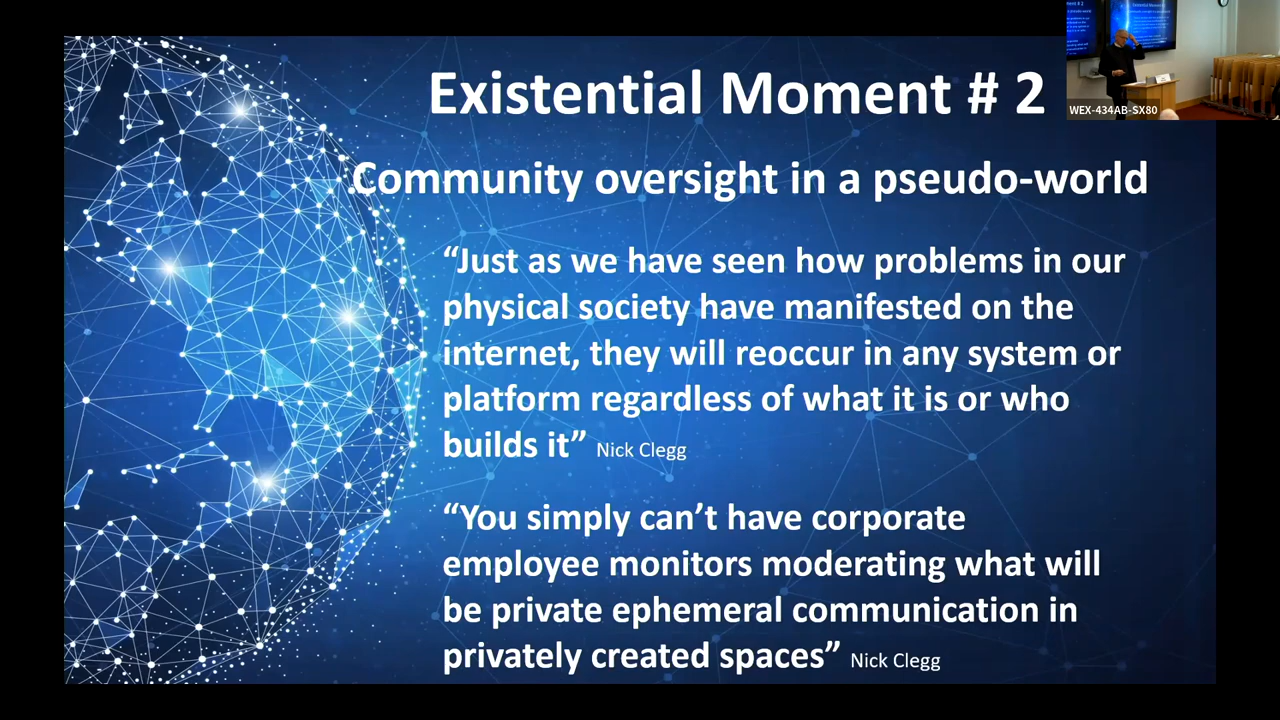 Existential Moment # 2
WEX-434AB-SX80
Community oversight in a pseudo-world
“Just as we have seen how problems in our
physical society have manifested on the
internet, they will reoccur in any system or
platform regardless of what it is or who
builds it” Nick Clegg
“You simply can’t have corporate
employee monitors moderating what will
be private ephemeral communication in
privately created spaces” Nick Clegg